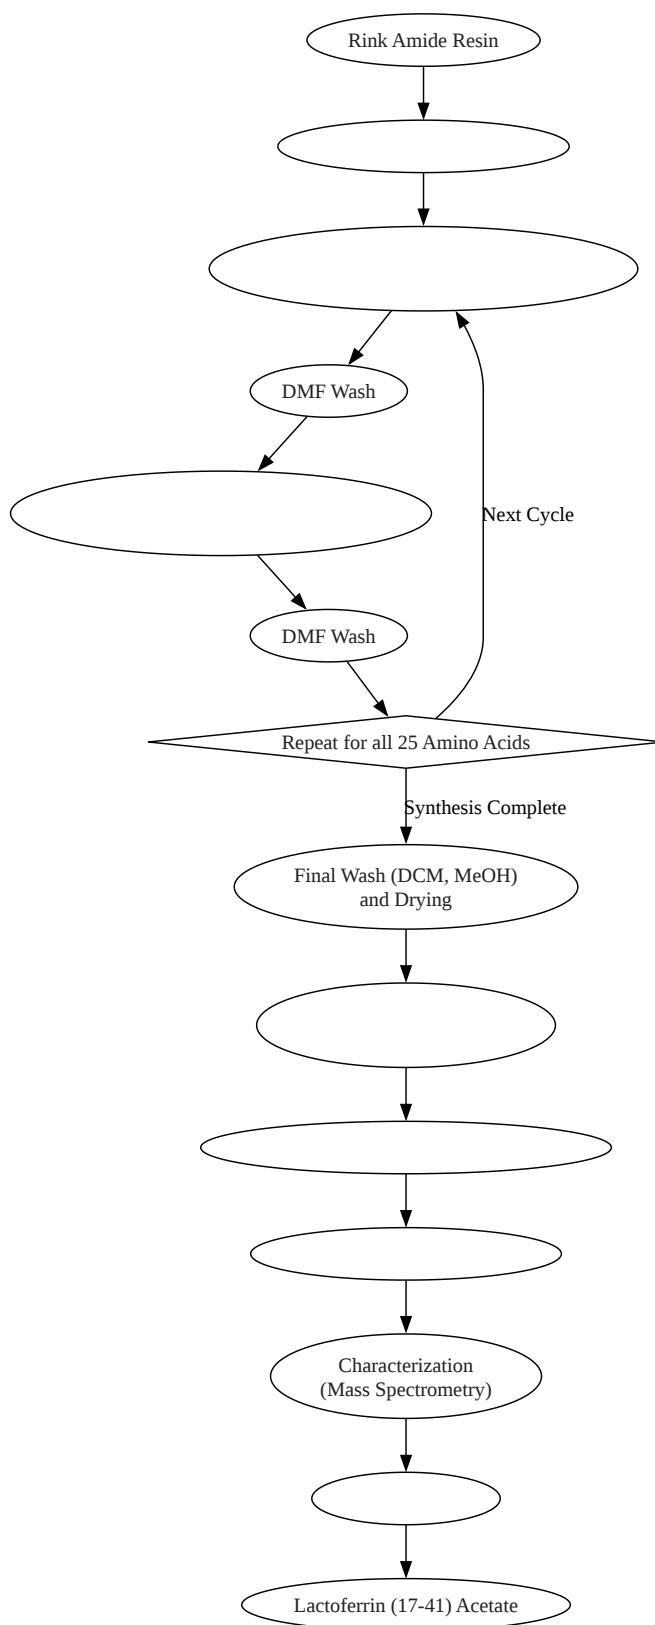 Rink Amide Resin
DMF Wash
Next Cycle
DMF Wash
Repeat for all 25 Amino Acids
Synthesis Complete
Final Wash (DCM, MeOH)
and Drying
Characterization
(Mass Spectrometry)
Lactoferrin (17-41) Acetate